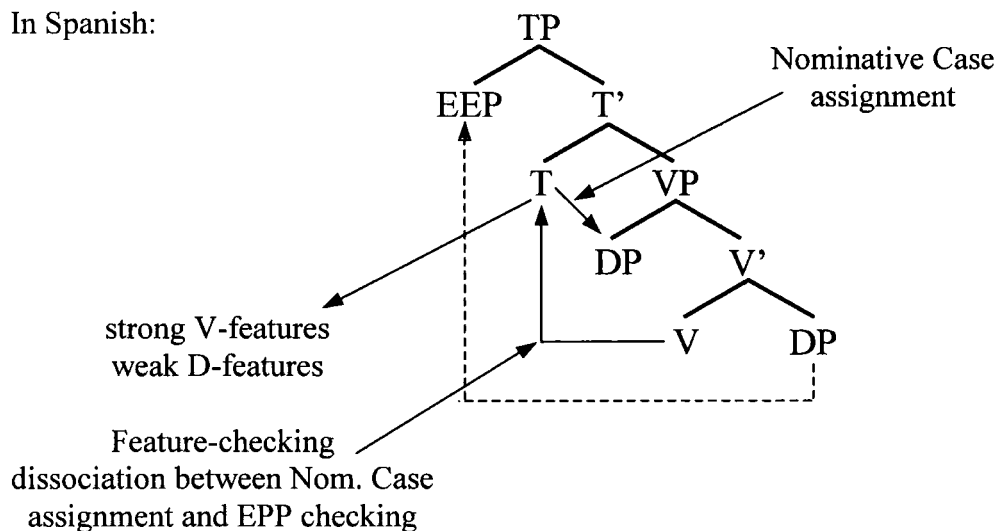 In Spanish:
TP
Nominative Case
assignment
EEP T’
T VP
DP V’
strong V-features
weak D-features
V DP
Feature-checking
dissociation between Nom. Case
assignment and EPP checking